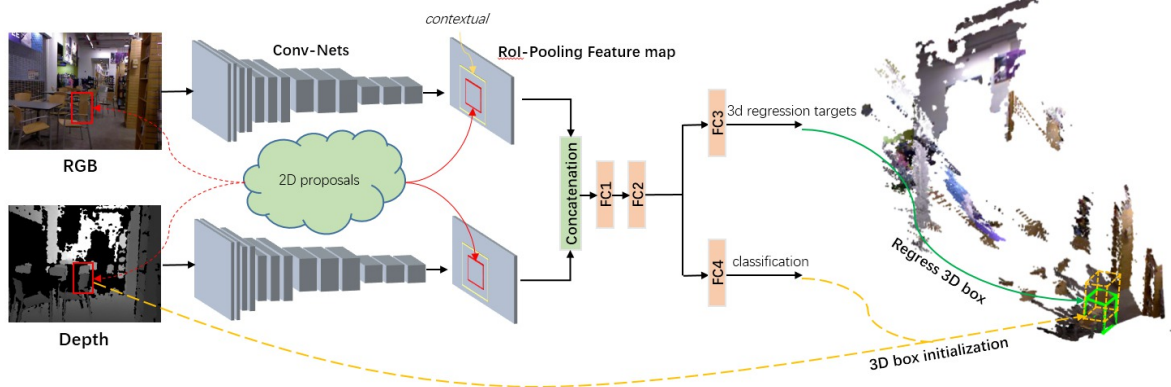 contextual
Conv-Nets
RoI-Pooling Feature map
RGB
2D proposals
Concatenation
FC1
FC2
FC3
3d regression targets
FC4
classification
Regress 3D box
Depth
3D box initialization